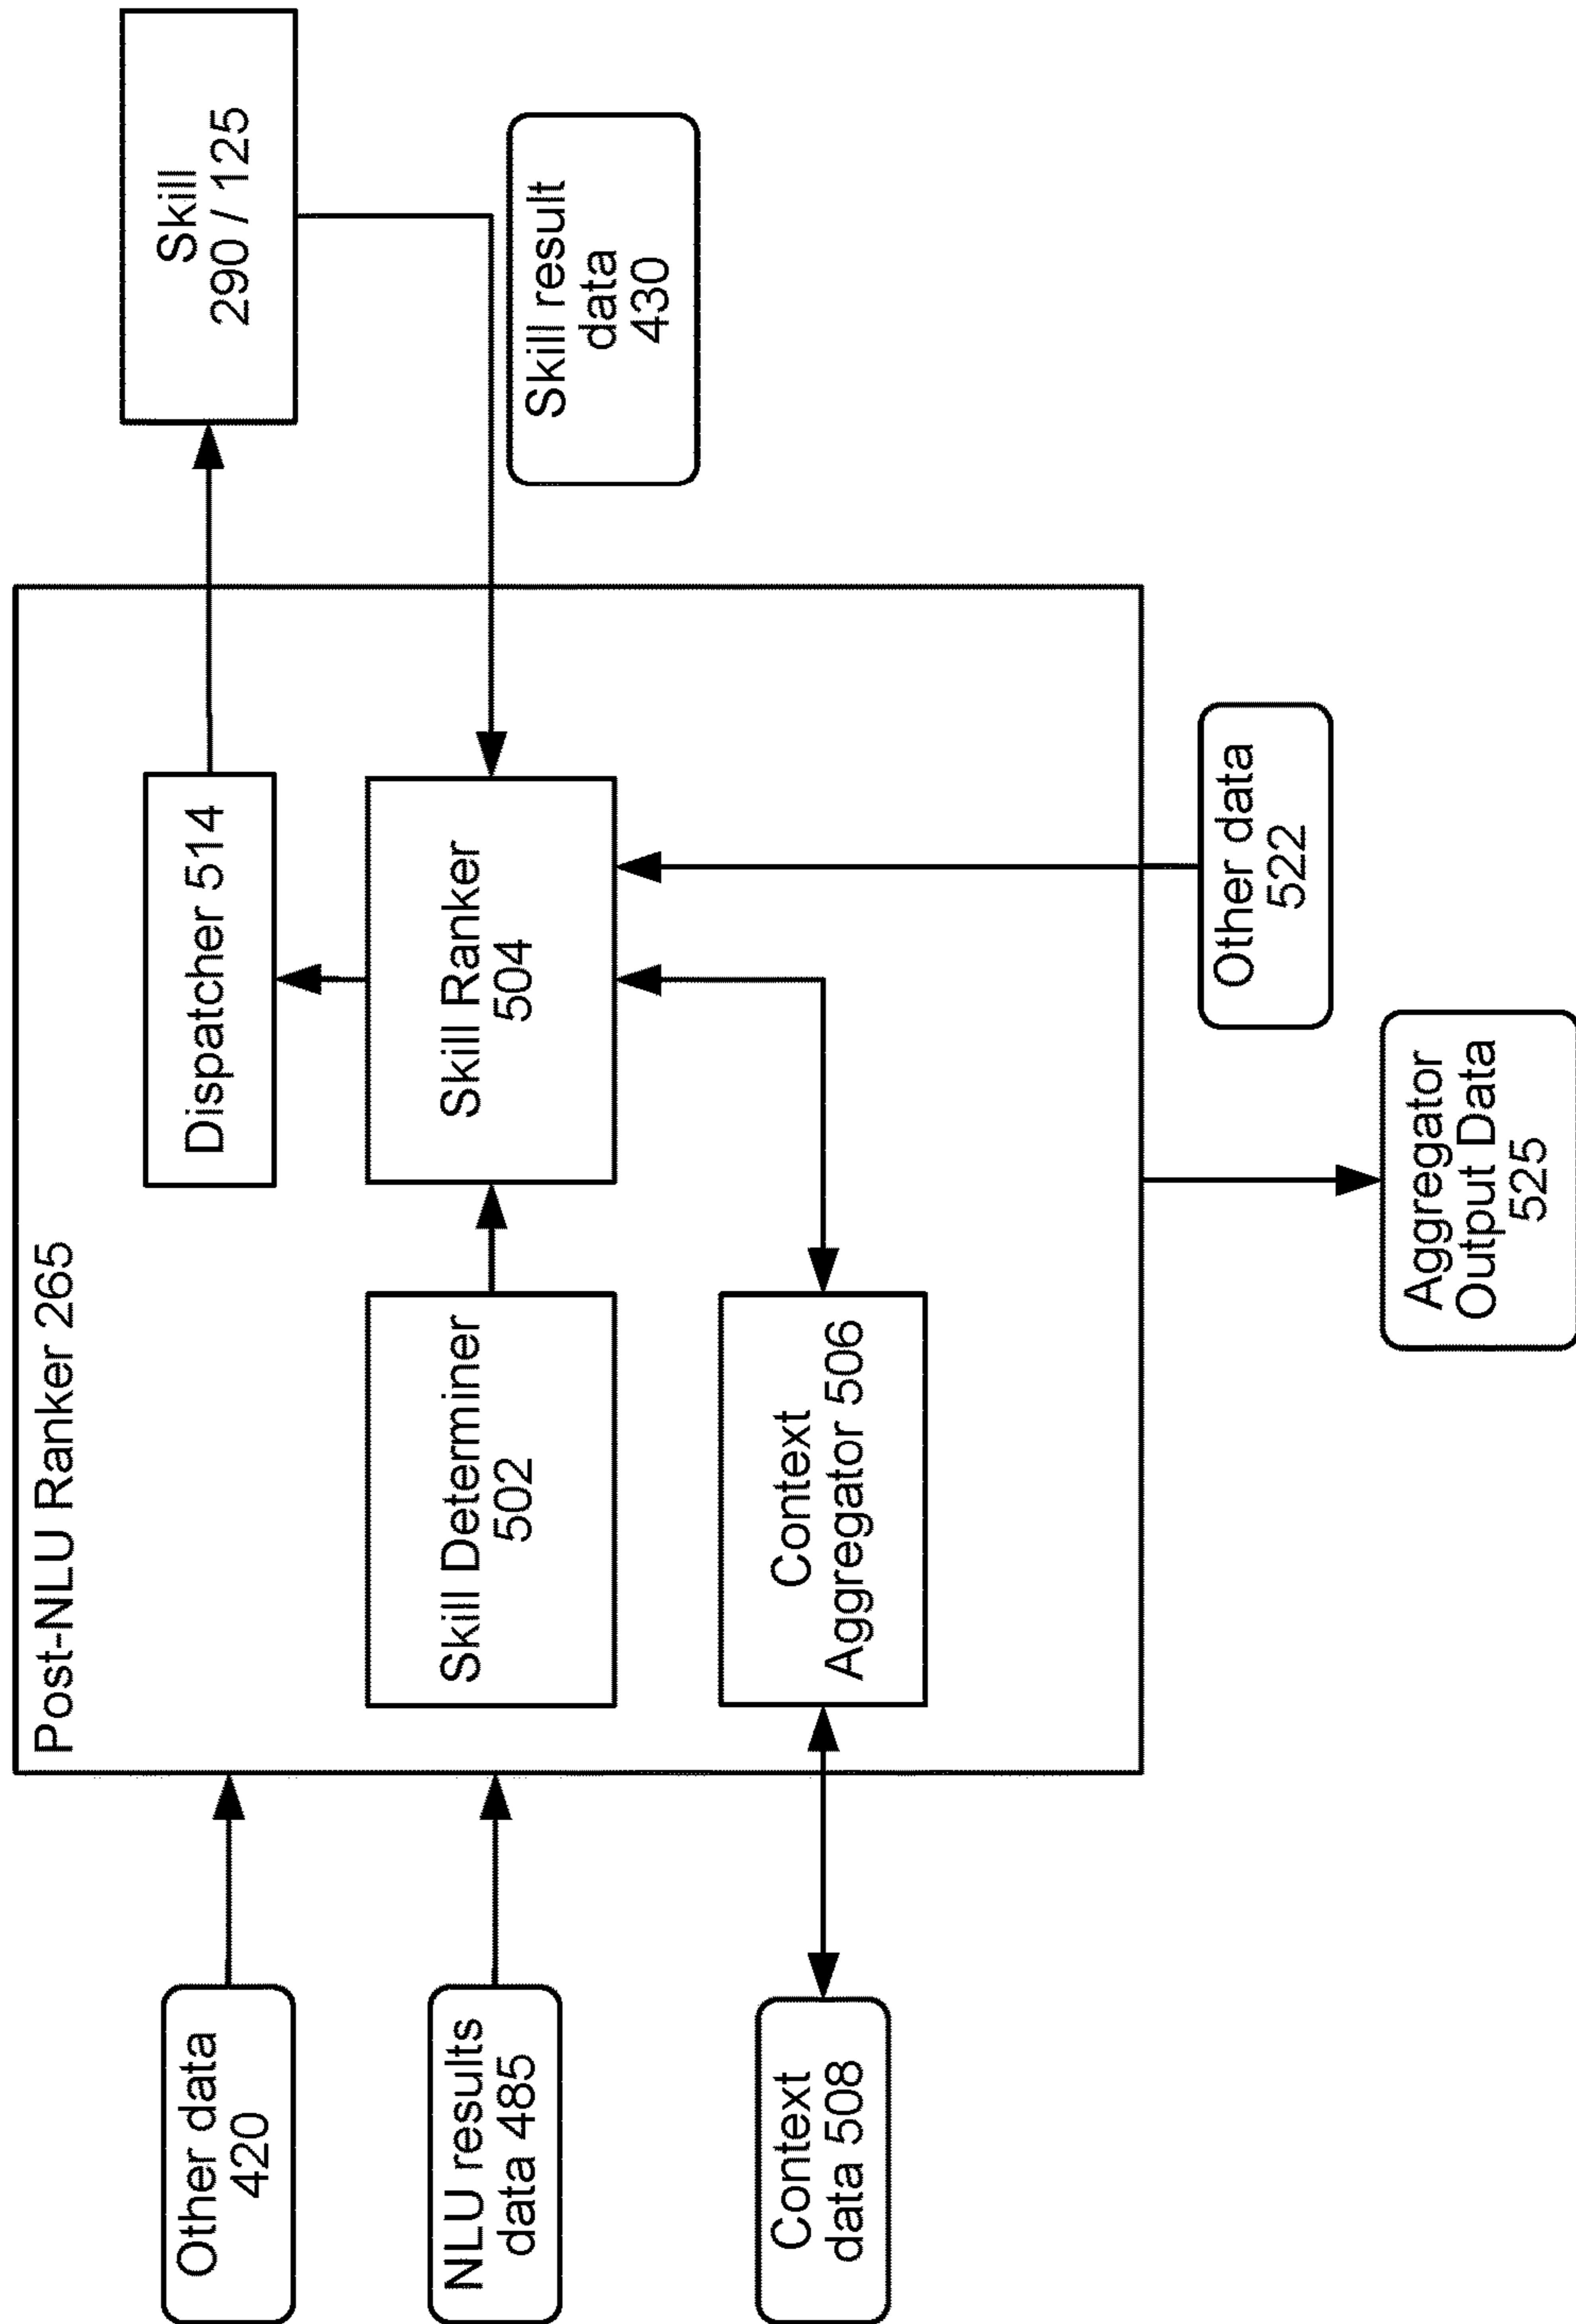 Post-NLU Ranker 265
Other data
420
NLU results
data 485
Context
data 508
Dispatcher 514
Skill Determiner
502
Skill Ranker
504
Context
Aggregator 506
Skill
290 / 125
Skill result
data
430
Other data
522
Aggregator
Output Data
525